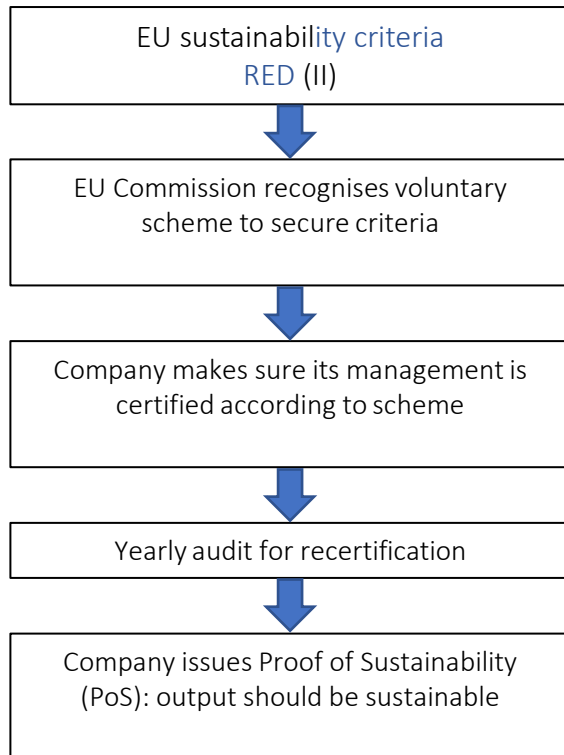 EU sustainability criteria
RED (II)
EU Commission recognises voluntary
scheme to secure criteria
Company makes sure its management is
certified according to scheme
Yearly audit for recertification
Company issues Proof of Sustainability
(PoS): output should be sustainable